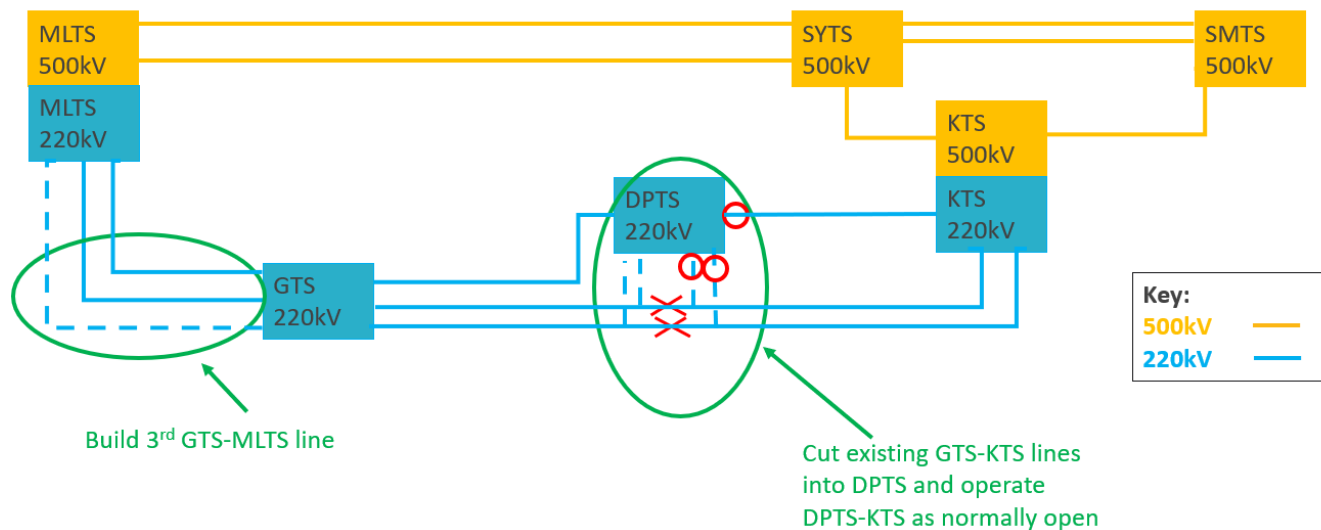 MLTS
500kV
SYTS
500kV
SMTS
500kV
MLTS
220kV
KTS
500kV
DPTS
220kV
KTS
220kV
GTS
220kV
Key:
500kV
220kV
Build 3rd GTS-MLTS line
Cut existing GTS-KTS lines
into DPTS and operate
DPTS-KTS as normally open